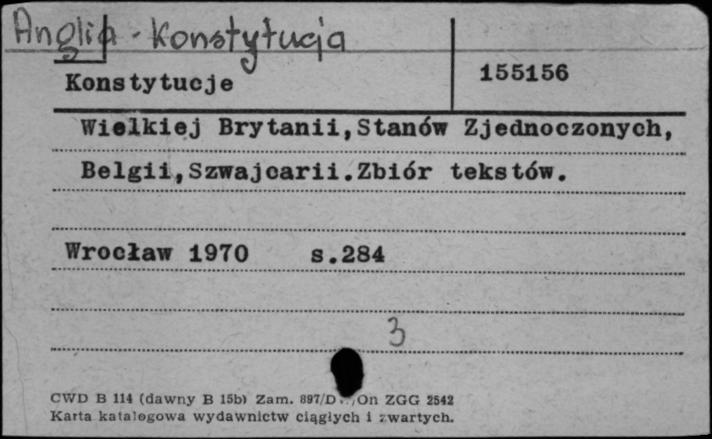 Anglia - Konstytucja
Konstytucje 155156
Wielkiej Brytanii,Stanów Zjednoczonych,
Belgii,Szwajcarii.Zbiór tekstów.
Wrocław 1970 s.284
3
CWD B 114 (dawny B 15b) Zam. 897/D On ZGG 2542
Karta katalogowa wydawnictw ciągłych i zwartych.